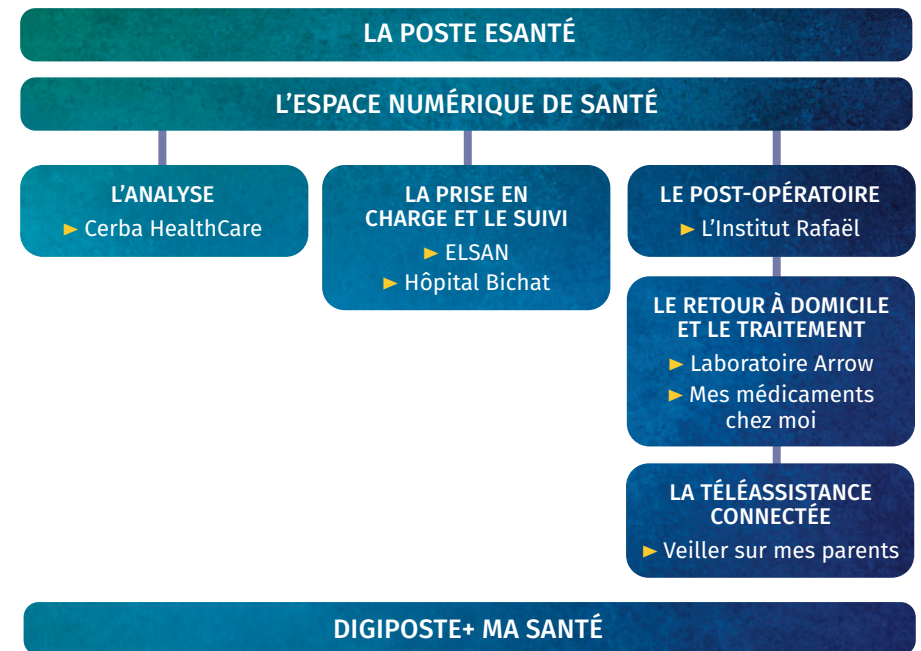 LA POSTE ESANTÉ
L’ESPACE NUMÉRIQUE DE SANTÉ
L’ANALYSE
► Cerba HealthCare
LA PRISE EN
CHARGE ET LE SUIVI
► ELSAN
► Hôpital Bichat
LE POST-OPÉRATOIRE
► L’Institut Rafaël
LE RETOUR À DOMICILE
ET LE TRAITEMENT
► Laboratoire Arrow
► Mes médicaments
chez moi
LA TÉLÉASSISTANCE
CONNECTÉE
► Veiller sur mes parents
DIGIPOSTE+ MA SANTÉ